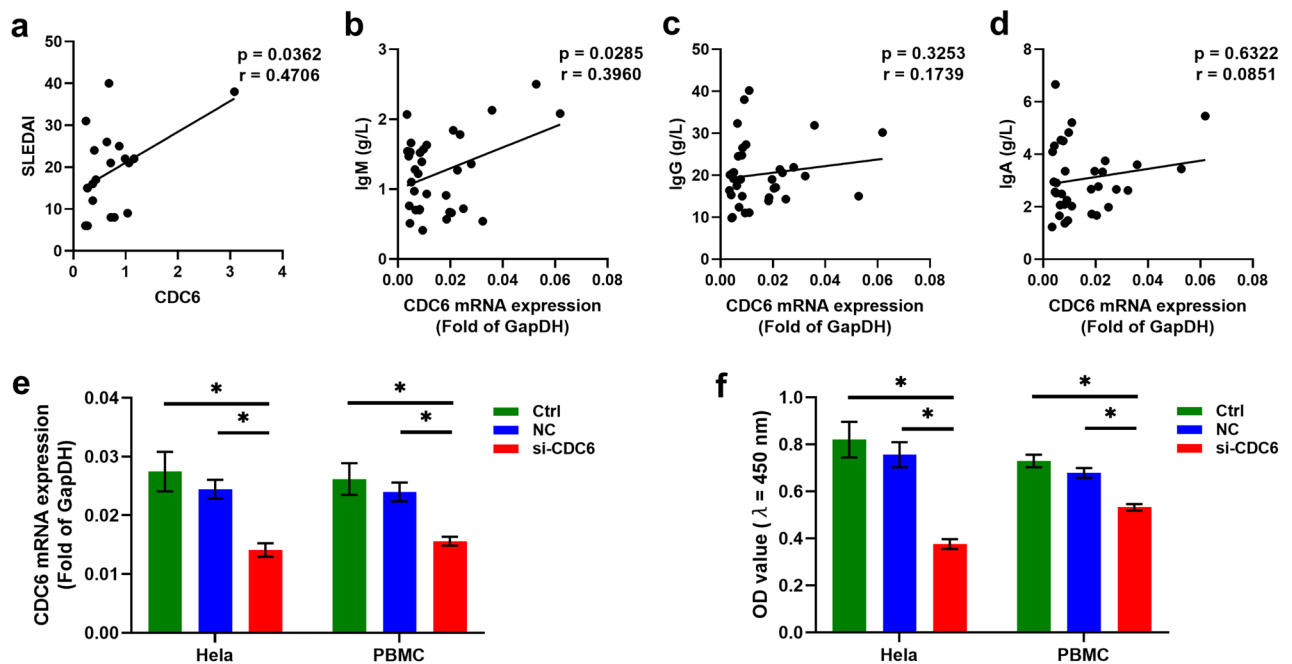 a
p = 0.0362
r = 0.4706
SLEDAI
50
40
30
20
10
0
0 1 2 3 4
CDC6
b
p = 0.0285
r = 0.3960
IgM (g/L)
3
2
1
0
0.00 0.02 0.04 0.06 0.08
CDC6 mRNA expression
(Fold of GapDH)
c
p = 0.3253
r = 0.1739
IgG (g/L)
50
40
30
20
10
0
0.00 0.02 0.04 0.06 0.08
CDC6 mRNA expression
(Fold of GapDH)
d
p = 0.6322
r = 0.0851
IgA (g/L)
8
6
4
2
0
0.00 0.02 0.04 0.06 0.08
CDC6 mRNA expression
(Fold of GapDH)
e
CDC6 mRNA expression
(Fold of GapDH)
0.04
0.03
0.02
0.01
0.00
* *
* *
Hela PBMC
Ctrl
NC
si-CDC6
f
OD value ( λ = 450 nm)
1.0
0.8
0.6
0.4
0.2
0.0
* *
* *
Hela PBMC
Ctrl
NC
si-CDC6